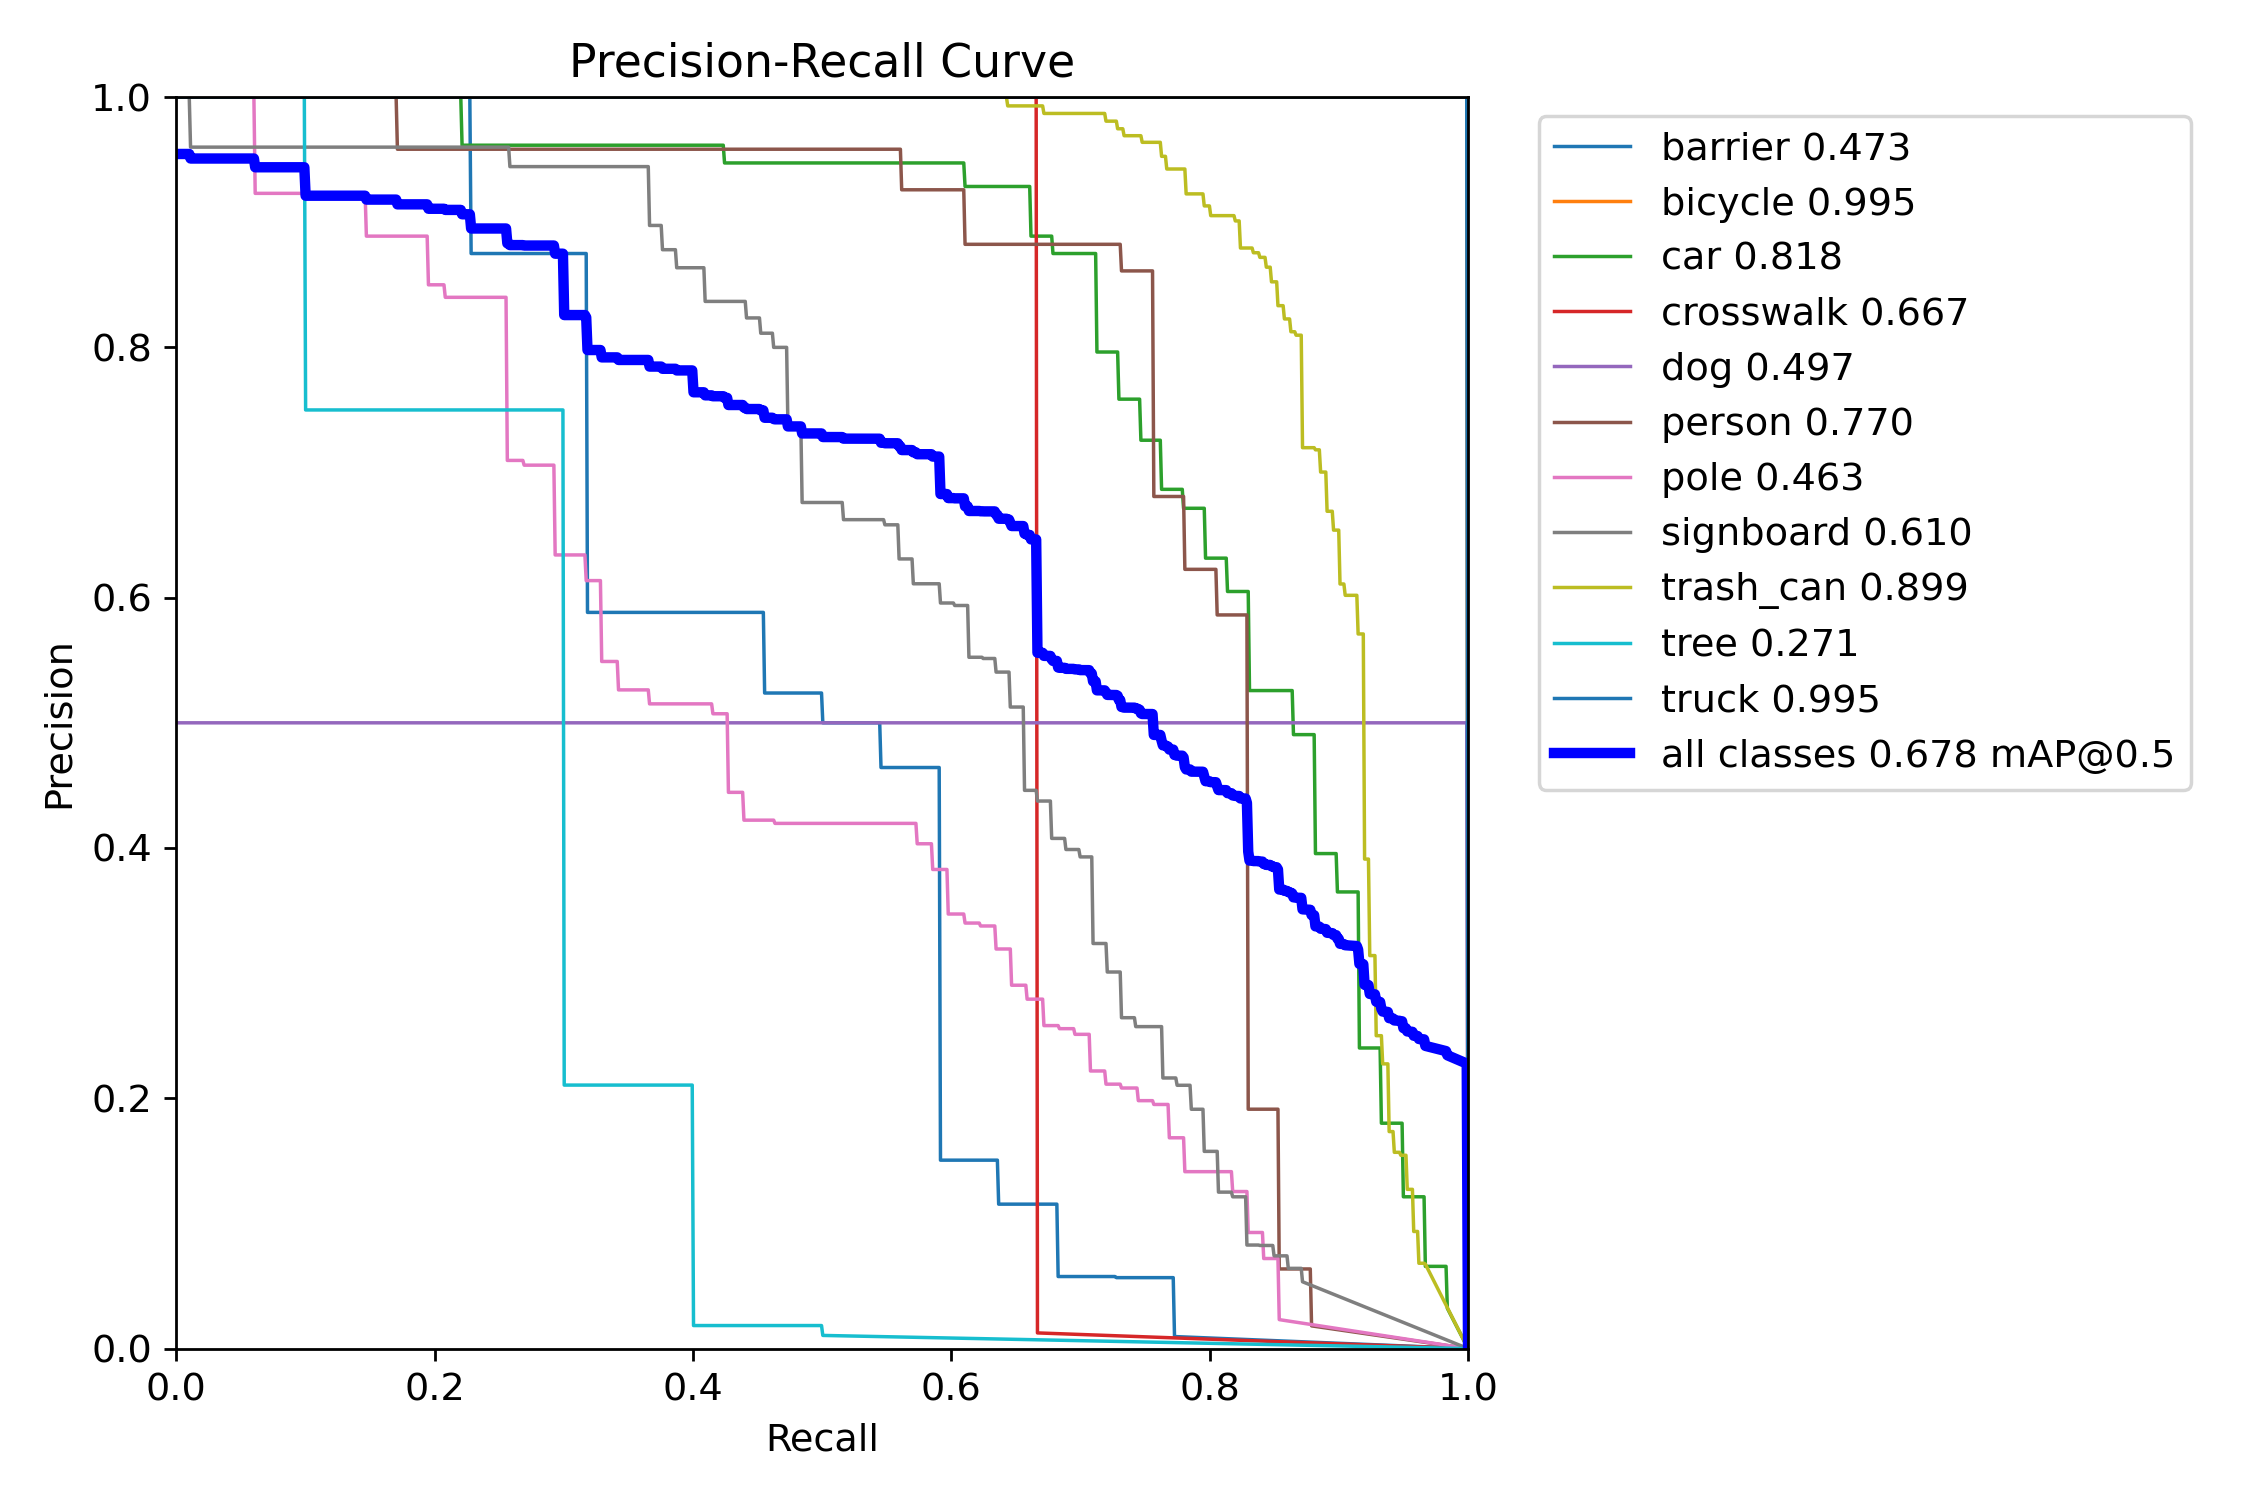 Precision-Recall Curve
1.0
0.8
0.6
0.4
0.2
0.0
Precision
0.0 0.2 0.4 0.6 0.8 1.0
Recall
barrier 0.473
bicycle 0.995
car 0.818
crosswalk 0.667
dog 0.497
person 0.770
pole 0.463
signboard 0.610
trash_can 0.899
tree 0.271
truck 0.995
all classes 0.678 mAP@0.5